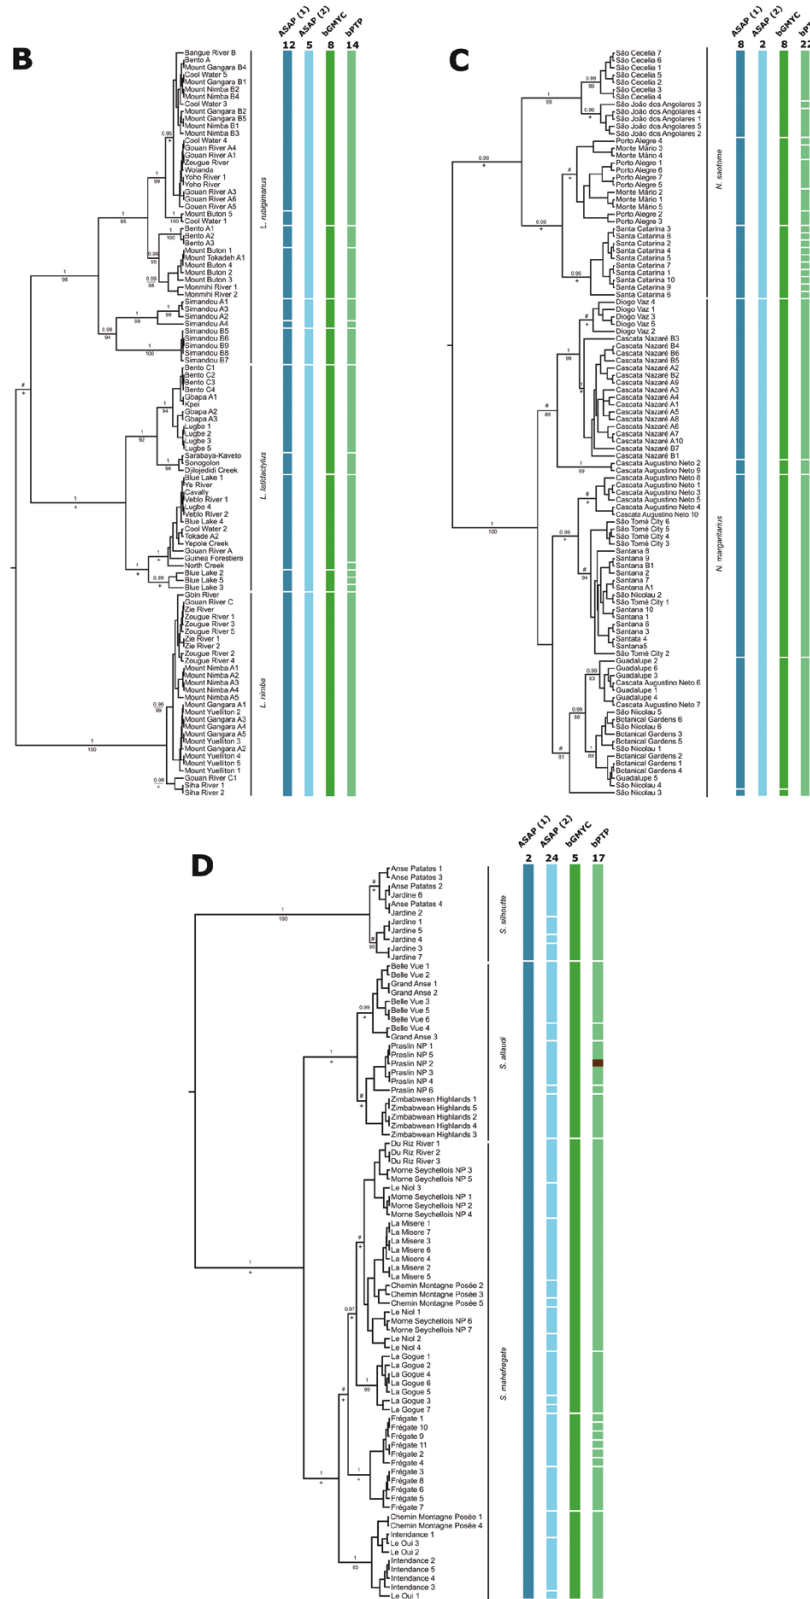 B
ASAP (1)
ASAP (2)
bGMYC
bPTP
12
5
8
14
Bangue River B
Bento A
Mount Gangara B4
Cool Water 5
Mount Gangara B1
Mount Nimba B2
Mount Nimba B4
Cool Water 3
Mount Gangara B2
Mount Gangara B5
Mount Nimba B1
Mount Nimba B3
Cool Water 4
Gouan River A4
Gouan River A1
Zeugue River
Yoho River 1
Yeho River
Gouan River A3
Gouan River A6
Gouan River A5
Mount Buton 5
Cool Water 1
Bento A1
Bento A2
Bento A3
Mount Buton 1
Mount Tokadeh A1
Mount Buton 4
Mount Buton 2
Mount Buton 3
Monmihi River 1
Monmihi River 2
Simandou A1
Simandou A3
Simandou A2
Simandou A4
Simandou B5
Simandou B6
Simandou B9
Simandou B8
Simandou B7
L. rubigimanus
Bento C1
Bento C2
Bento C3
Bento C4
Gbapa A1
Kpei
Gbapa A2
Gbapa A3
Lugbe 1
Lugbe 2
Lugbe 3
Lugbe 5
Sarabaya-Kaveto
Sonogolon
Djilojedidi Creek
Blue Lake 1
Ye River
Cavally
Veblo River 1
Lugbe 4
Veblo River 2
Blue Lake 4
Cool Water 2
Tokade A2
Yepole Creek
Gouan River A
Guinea Forestiere
North Creek
Blue Lake 2
Blue Lake 5
Blue Lake 3
Gbin River
Gouan River C
Zie River
Zougue River 1
Zougue River 3
Zougue River 5
Zie River 1
Zie River 2
Zougue River 2
Zougue River 4
Mount Nimba A1
Mount Nimba A2
Mount Nimba A3
Mount Nimba A4
Mount Nimba A5
Mount Gangara A1
Mount Yuelliton 2
Mount Gangara A3
Mount Gangara A4
Mount Gangara A5
Mount Yuelliton 3
Mount Gangara A2
Mount Yuelliton 4
Mount Yuelliton 5
Mount Yuelliton 1
Gouan River C1
Siha River 1
Siha River 2
L. nimba
C
ASAP (1)
ASAP (2)
bGMYC
8
2
8
22
São Cecelia 7
São Cecelia 6
São Cecelia 1
São Cecelia 5
São Cecelia 2
São Cecelia 3
São Cecelia 4
São João dos Angolares 3
São João dos Angolares 4
São João dos Angolares 1
São João dos Angolares 5
São João dos Angolares 2
Porto Alegre 4
Monte Mário 3
Monte Mário 4
Porto Alegre 1
Porto Alegre 6
Porto Alegre 7
Porto Alegre 5
Monte Mário 2
Monte Mário 1
Monte Mário 5
Porto Alegre 2
Porto Alegre 3
Santa Catarina 3
Santa Catarina 8
Santa Catarina 2
Santa Catarina 4
Santa Catarina 5
Santa Catarina 7
Santa Catarina 1
Santa Catarina 10
Santa Catarina 9
Santa Catarina 6
N. saotome
Diogo Vaz 4
Diogo Vaz 1
Diogo Vaz 3
Diogo Vaz 5
Diogo Vaz 2
Cascata Nazaré B3
Cascata Nazaré B4
Cascata Nazaré B6
Cascata Nazaré B5
Cascata Nazaré A2
Cascata Nazaré B2
Cascata Nazaré A9
Cascata Nazaré A3
Cascata Nazaré A4
Cascata Nazaré A1
Cascata Nazaré A5
Cascata Nazaré A8
Cascata Nazaré A6
Cascata Nazaré A7
Cascata Nazaré A10
Cascata Nazaré B7
Cascata Nazaré B1
Cascata Augustino Neto 2
Cascata Augustino Neto 9
Cascata Augustino Neto 8
Cascata Augustino Neto 1
Cascata Augustino Neto 3
Cascata Augustino Neto 5
Cascata Augustino Neto 4
Cascata Augustino Neto 10
São Tomé City 6
São Tomé City 5
São Tomé City 4
São Tomé City 3
Santana 8
Santana 9
Santana B1
Santana 2
Santana 7
Santana A1
São Nicolau 2
São Tomé City 1
Santana 10
Santana 1
Santana 6
Santana 3
Santata 4
Santana5
São Tomé City 2
Guadalupe 2
Guadalupe 6
Guadalupe 3
Cascata Augustino Neto 6
Guadalupe 1
Guadalupe 4
Cascata Augustino Neto 7
São Nicolau 5
Botanical Gardens 6
São Nicolau 6
Botanical Gardens 3
Botanical Gardens 5
São Nicolau 1
Botanical Gardens 2
Botanical Gardens 1
Botanical Gardens 4
Guadalupe 5
São Nicolau 4
São Nicolau 3
N. margaritarius
D
ASAP (1)
ASAP (2)
bGMYC
bPTP
2
24
5
17
Anse Patates 1
Anse Patates 3
Anse Patates 2
Jardine 6
Anse Patates 4
Jardine 2
Jardine 1
Jardine 5
Jardine 4
Jardine 3
Jardine 7
Belle Vue 1
Belle Vue 2
Grand Anse 1
Grand Anse 2
Belle Vue 3
Belle Vue 5
Belle Vue 6
Belle Vue 4
Grand Anse 3
Praslin NP 1
Praslin NP 5
Praslin NP 2
Praslin NP 3
Praslin NP 4
Praslin NP 6
Zimbabwean Highlands 1
Zimbabwean Highlands 5
Zimbabwean Highlands 2
Zimbabwean Highlands 4
Zimbabwean Highlands 3
S. allaudi
Du Riz River 1
Du Riz River 2
Du Riz River 3
Morne Seychellois NP 3
Morne Seychellois NP 5
Le Niol 3
Morne Seychellois NP 1
Morne Seychellois NP 2
Morne Seychellois NP 4
La Misere 1
La Misere 7
La Misere 3
La Misere 6
La Misere 4
La Misere 2
La Misere 5
Chemin Montagne Posée 2
Chemin Montagne Posée 3
Chemin Montagne Posée 5
Le Niol 1
Morne Seychellois NP 6
Morne Seychellois NP 7
Le Niol 2
Le Niol 4
La Gogue 1
La Gogue 2
La Gogue 4
La Gogue 6
La Gogue 5
La Gogue 3
La Gogue 7
Frégate 1
Frégate 10
Frégate 9
Frégate 11
Frégate 2
Frégate 4
Frégate 3
Frégate 8
Frégate 6
Frégate 5
Frégate 7
Chemin Montagne Posée 1
Chemin Montagne Posée 4
Intendance 1
Le Oui 3
Le Oui 2
Intendance 2
Intendance 5
Intendance 4
Intendance 3
Le Oui 1
S. mahefregate